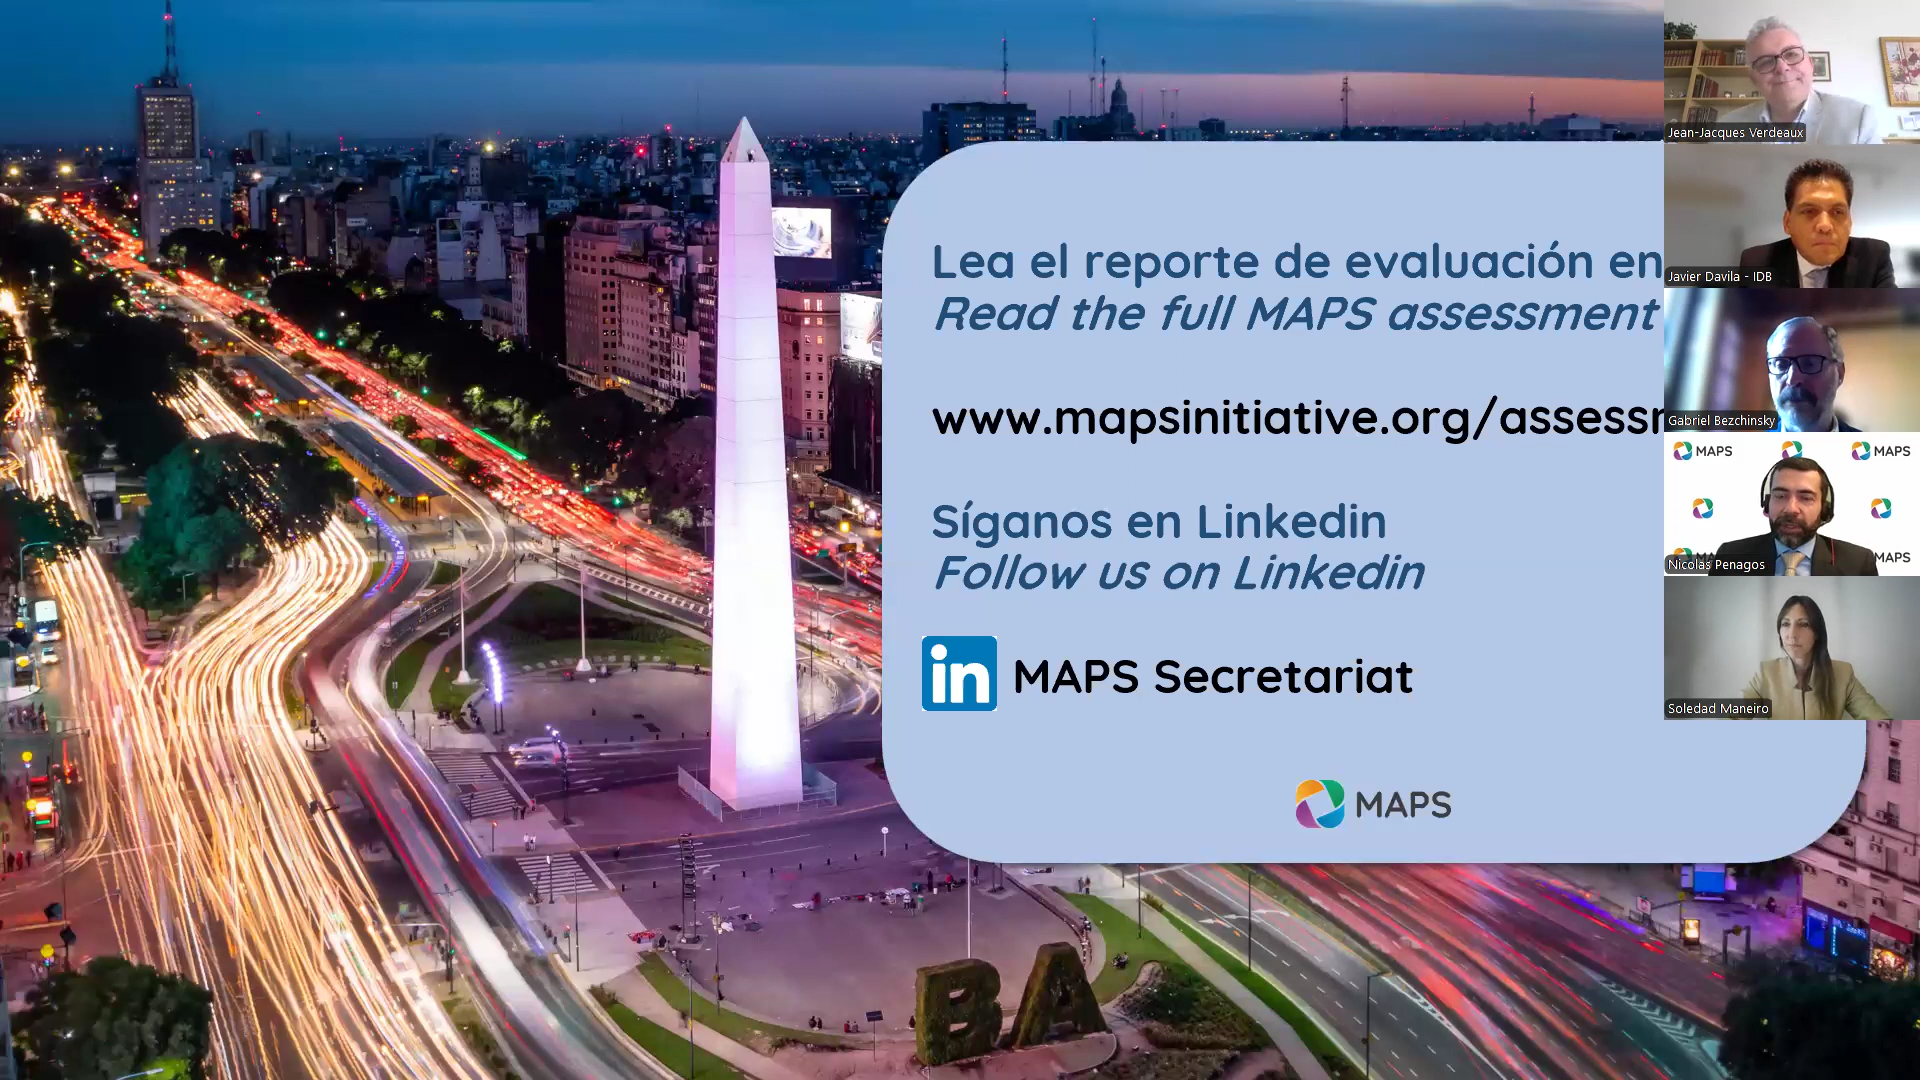 Lea el reporte de evaluación en
Read the full MAPS assessment
www.mapsinitiative.org/assess
Síganos en Linkedin
Follow us on Linkedin
in MAPS Secretariat
MAPS
BA
Jean-Jacques Verdeaux
Javier Davila - IDB
Gabriel Bezchinsky
MAPS
MAPS
MAPS
MAPS
Nicolas Penagos
Soledad Maneiro